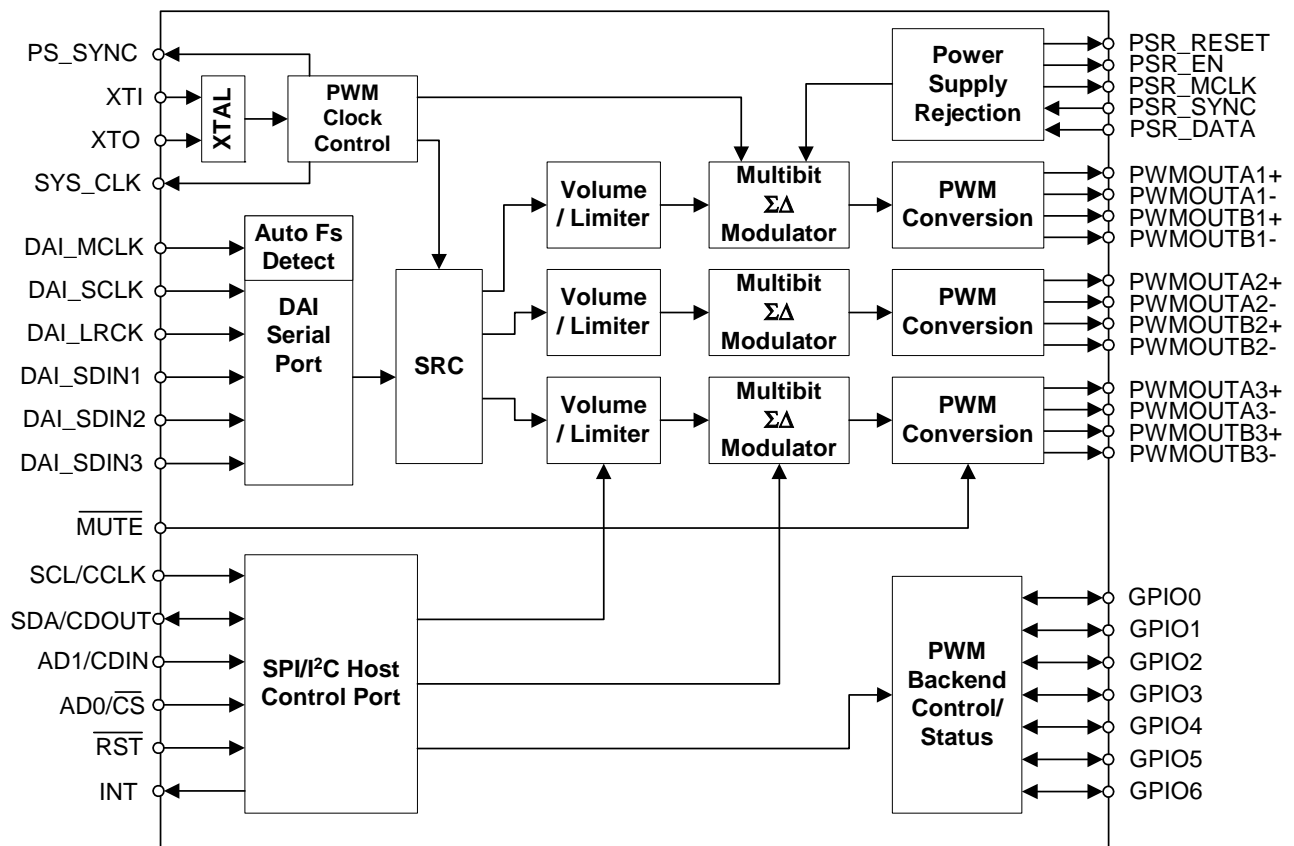 PS_SYNC
XTI
XTO
SYS_CLK
XTAL
PWM
Clock
Control
Power
Supply
Rejection
PSR_RESET
PSR_EN
PSR_MCLK
PSR_SYNC
PSR_DATA
DAI_MCLK
DAI_SCLK
DAI_LRCK
DAI_SDIN1
DAI_SDIN2
DAI_SDIN3
Auto Fs
Detect
DAI
Serial
Port
SRC
Volume
/ Limiter
Multibit
ΣΔ
Modulator
PWM
Conversion
PWMOUTA1+
PWMOUTA1-
PWMOUTB1+
PWMOUTB1-
Volume
/ Limiter
Multibit
ΣΔ
Modulator
PWM
Conversion
PWMOUTA2+
PWMOUTA2-
PWMOUTB2+
PWMOUTB2-
Volume
/ Limiter
Multibit
ΣΔ
Modulator
PWM
Conversion
PWMOUTA3+
PWMOUTA3-
PWMOUTB3+
PWMOUTB3-
MUTE
SCL/CCLK
SDA/CDOUT
AD1/CDIN
AD0/CS
RST
INT
SPI/I²C Host
Control Port
PWM
Backend
Control/
Status
GPIO0
GPIO1
GPIO2
GPIO3
GPIO4
GPIO5
GPIO6